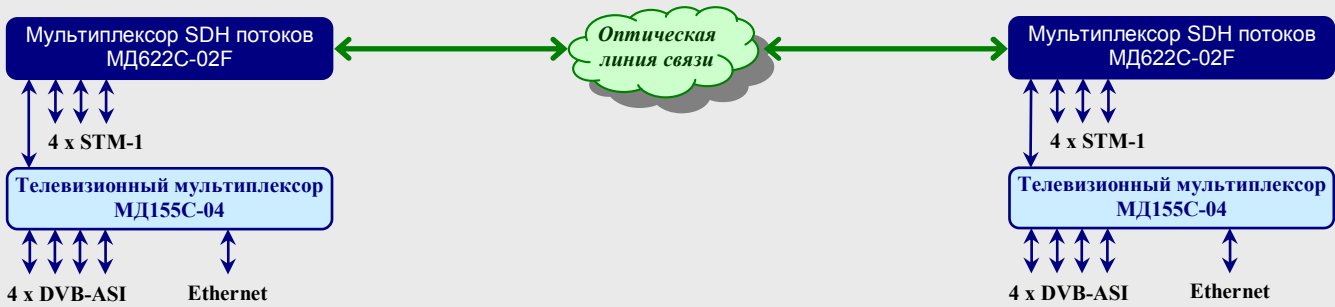 Мультиплексор SDH потоков
МД622С-02F
Оптическая
линия связи
Мультиплексор SDH потоков
МД622С-02F
4 x STM-1
4 x STM-1
Телевизионный мультиплексор
МД155С-04
Телевизионный мультиплексор
МД155С-04
4 x DVB-ASI
Ethernet
4 x DVB-ASI
Ethernet